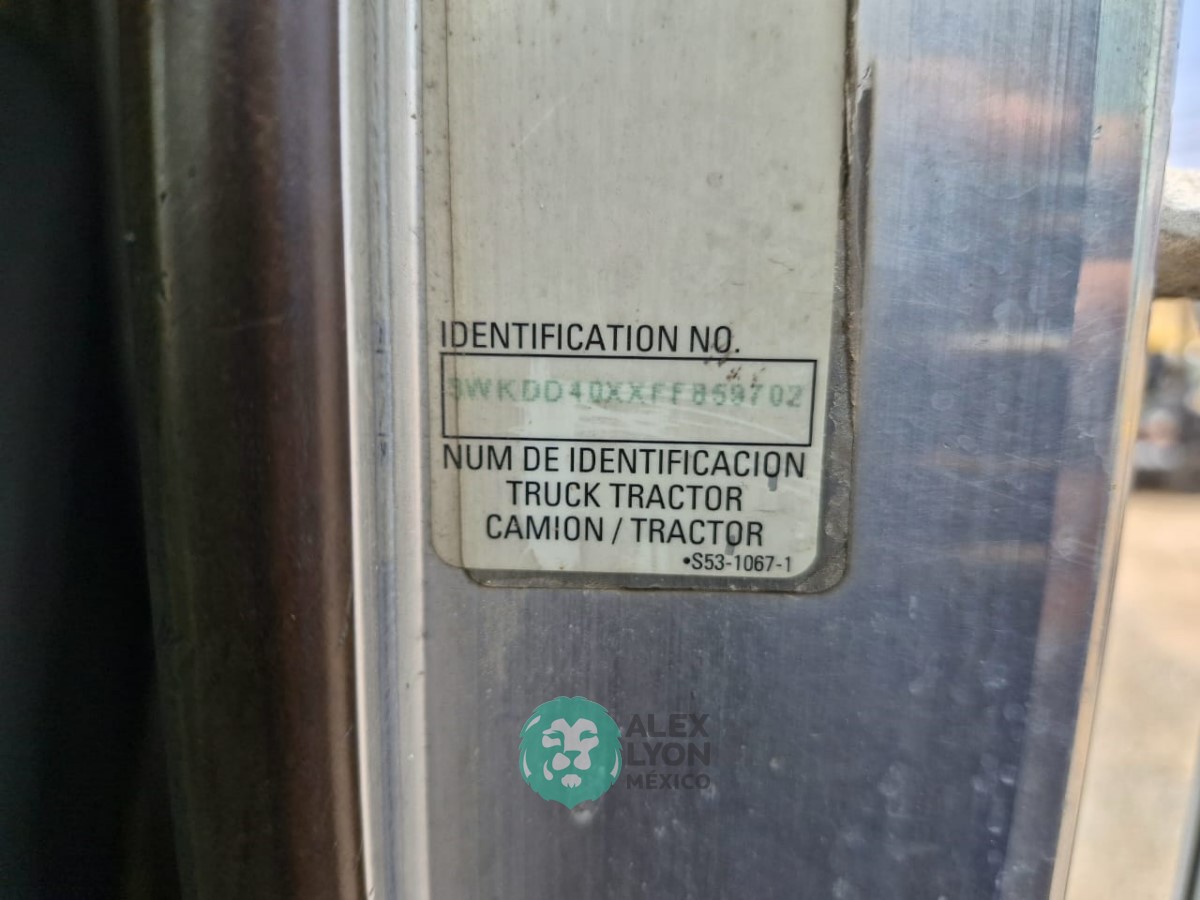 IDENTIFICATION NO.
3WKDD40XXFF859702
NUM DE IDENTIFICACION
TRUCK TRACTOR
CAMION / TRACTOR
•S53-1067-1
ALEX
LYON
MÉXICO